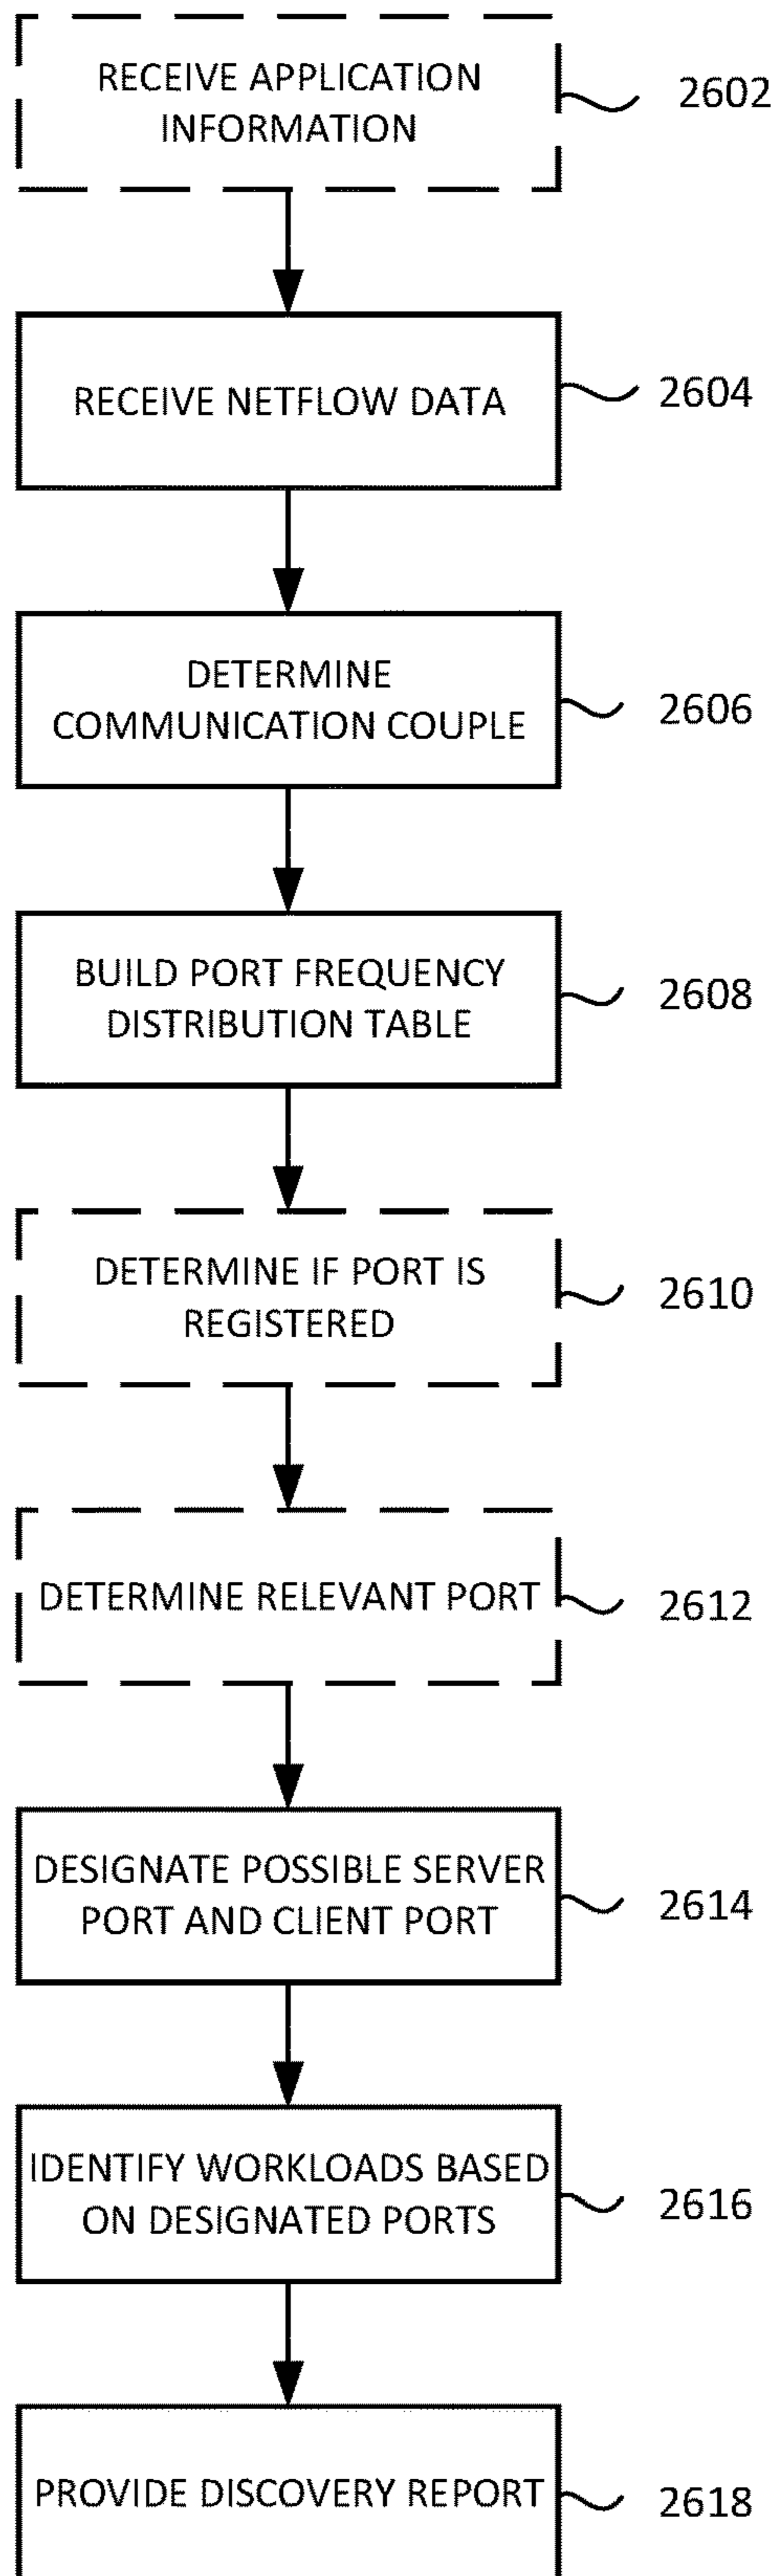 RECEIVE APPLICATION
INFORMATION
2602
RECEIVE NETFLOW DATA
2604
DETERMINE
COMMUNICATION COUPLE
2606
BUILD PORT FREQUENCY
DISTRIBUTION TABLE
2608
DETERMINE IF PORT IS
REGISTERED
2610
DETERMINE RELEVANT PORT
2612
DESIGNATE POSSIBLE SERVER
PORT AND CLIENT PORT
2614
IDENTIFY WORKLOADS BASED
ON DESIGNATED PORTS
2616
PROVIDE DISCOVERY REPORT
2618